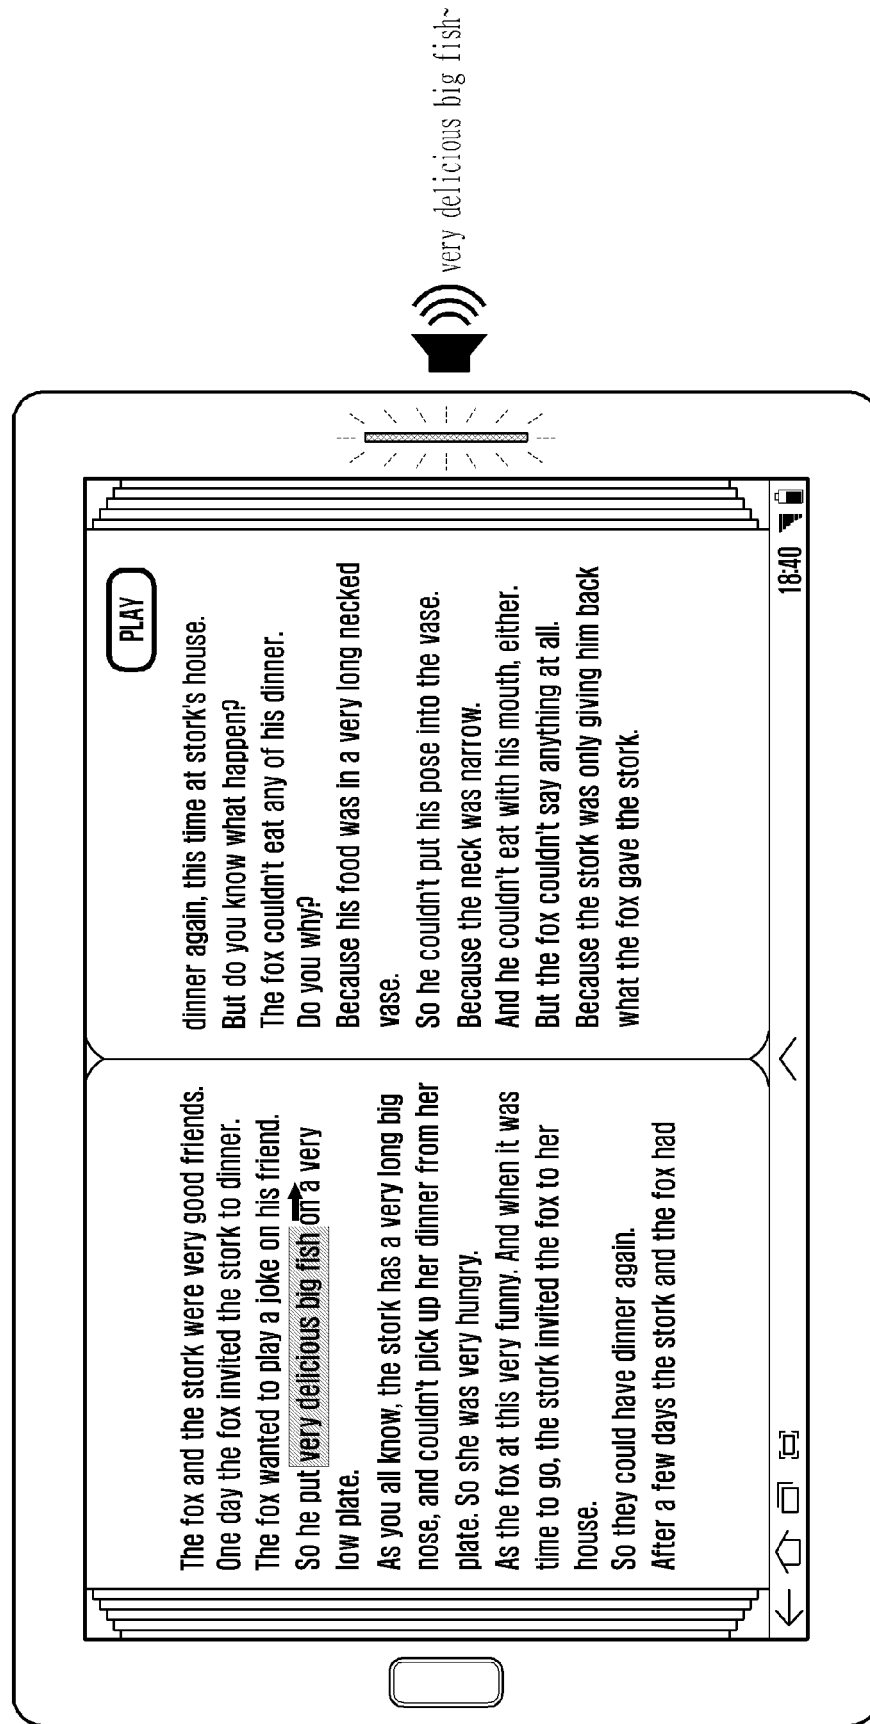 The fox and the stork were very good friends.
One day the fox invited the stork to dinner.
The fox wanted to play a joke on his friend.
So he put very delicious big fish on a very
low plate.
As you all know, the stork has a very long big
nose, and couldn't pick up her dinner from her
plate. So she was very hungry.
As the fox at this very funny. And when it was
time to go, the stork invited the fox to her
house.
So they could have dinner again.
After a few days the stork and the fox had
PLAY
dinner again, this time at stork's house.
But do you know what happen?
The fox couldn't eat any of his dinner.
Do you why?
Because his food was in a very long necked
vase.
So he couldn't put his pose into the vase.
Because the neck was narrow.
And he couldn't eat with his mouth, either.
But the fox couldn't say anything at all.
Because the stork was only giving him back
what the fox gave the stork.
18:40
very delicious big fish~